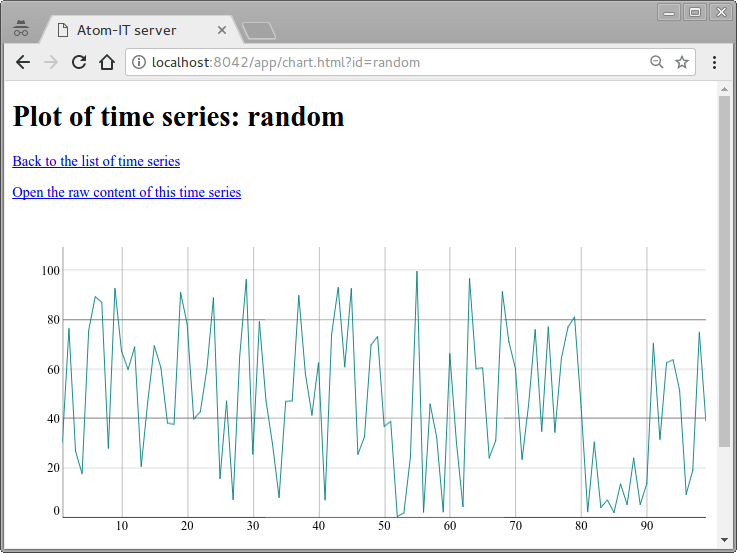 Atom-IT server
localhost:8042/app/chart.html?id=random
Plot of time series: random
Back to the list of time series
Open the raw content of this time series
100
80
60
40
20
0
10 20 30 40 50 60 70 80 90